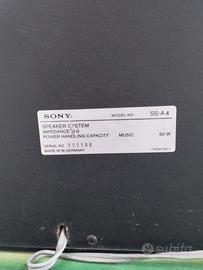 SONY MODEL NO SS-A4
SPEAKER SYSTEM
IMPEDANCE 8Ω
POWER HANDLING CAPACITY MUSIC 60 W
SERIAL NO 930588
MADE IN W.GERMANY
subito